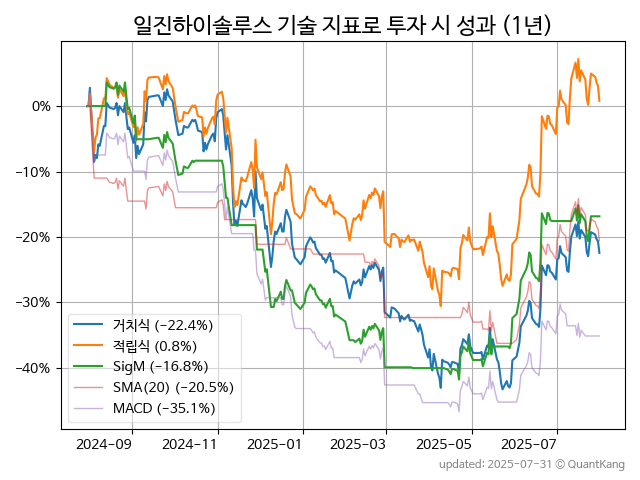 일진하이솔루스 기술 지표로 투자 시 성과 (1년)
0%
−10%
−20%
−30%
−40%
거치식 (−22.4%)
적립식 (0.8%)
SigM (−16.8%)
SMA(20) (−20.5%)
MACD (−35.1%)
2024-09
2024-11
2025-01
2025-03
2025-05
2025-07
updated: 2025-07-31 © QuantKang